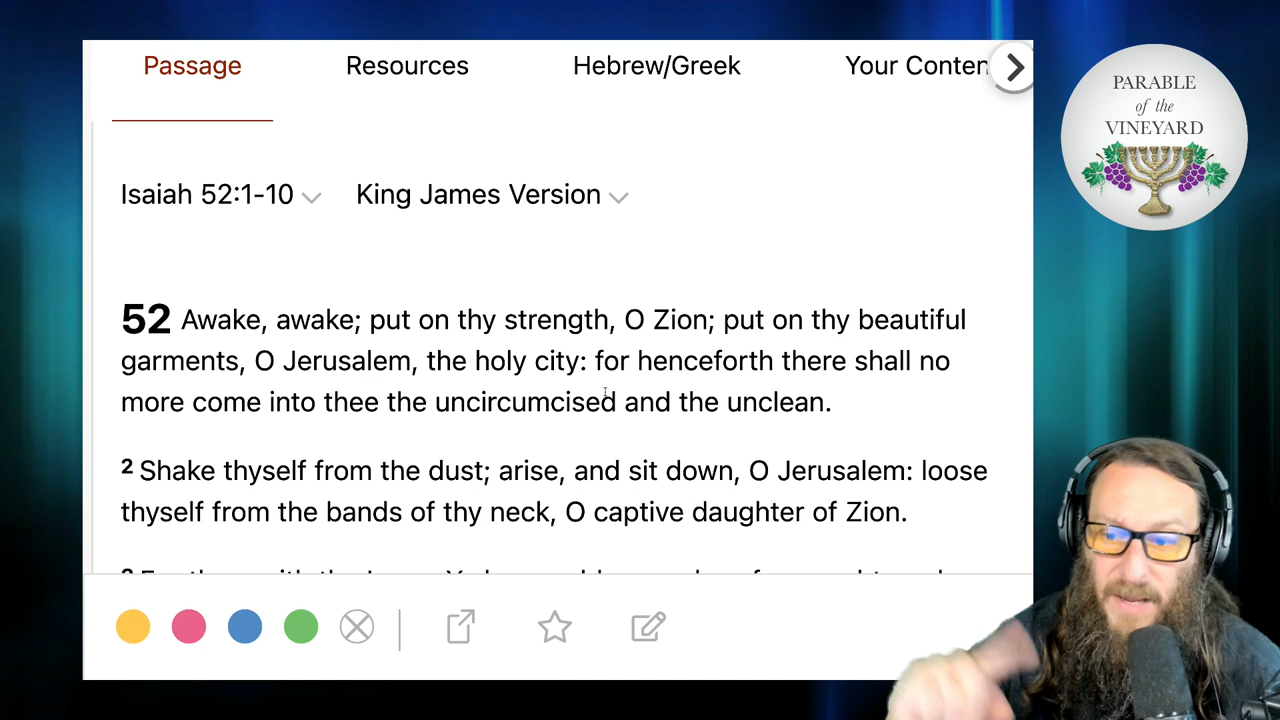 Passage Resources Hebrew/Greek Your Conten
Isaiah 52:1-10 King James Version
52 Awake, awake; put on thy strength, O Zion; put on thy beautiful
garments, O Jerusalem, the holy city: for henceforth there shall no
more come into thee the uncircumcised and the unclean.
2 Shake thyself from the dust; arise, and sit down, O Jerusalem: loose
thyself from the bands of thy neck, O captive daughter of Zion.
PARABLE
of the
VINEYARD